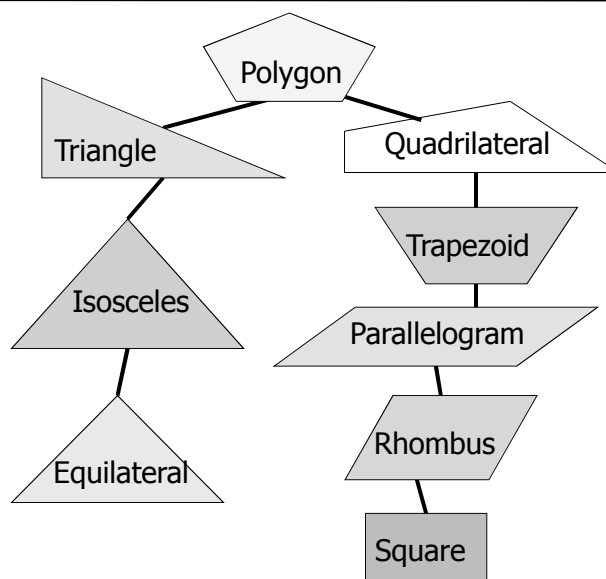 Polygon
Triangle
Quadrilateral
Isosceles
Trapezoid
Parallelogram
Equilateral
Rhombus
Square